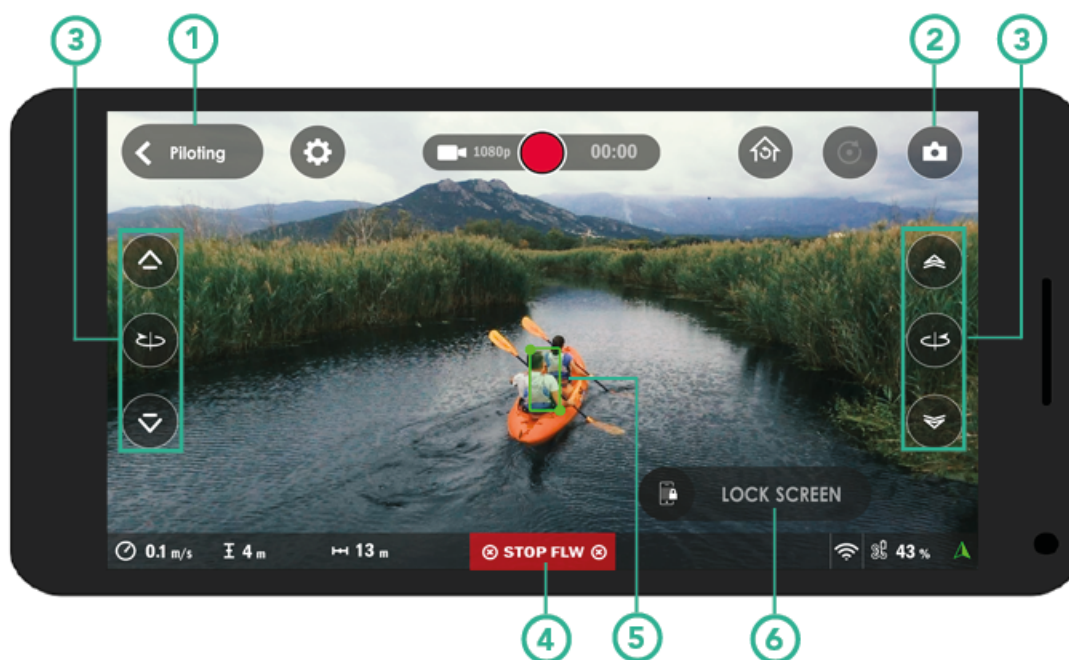 3 1 2 3
Piloting 1080p 00:00
LOCK SCREEN
0.1 m/s 4 m 13 m STOP FLW 43 %
4 5 6